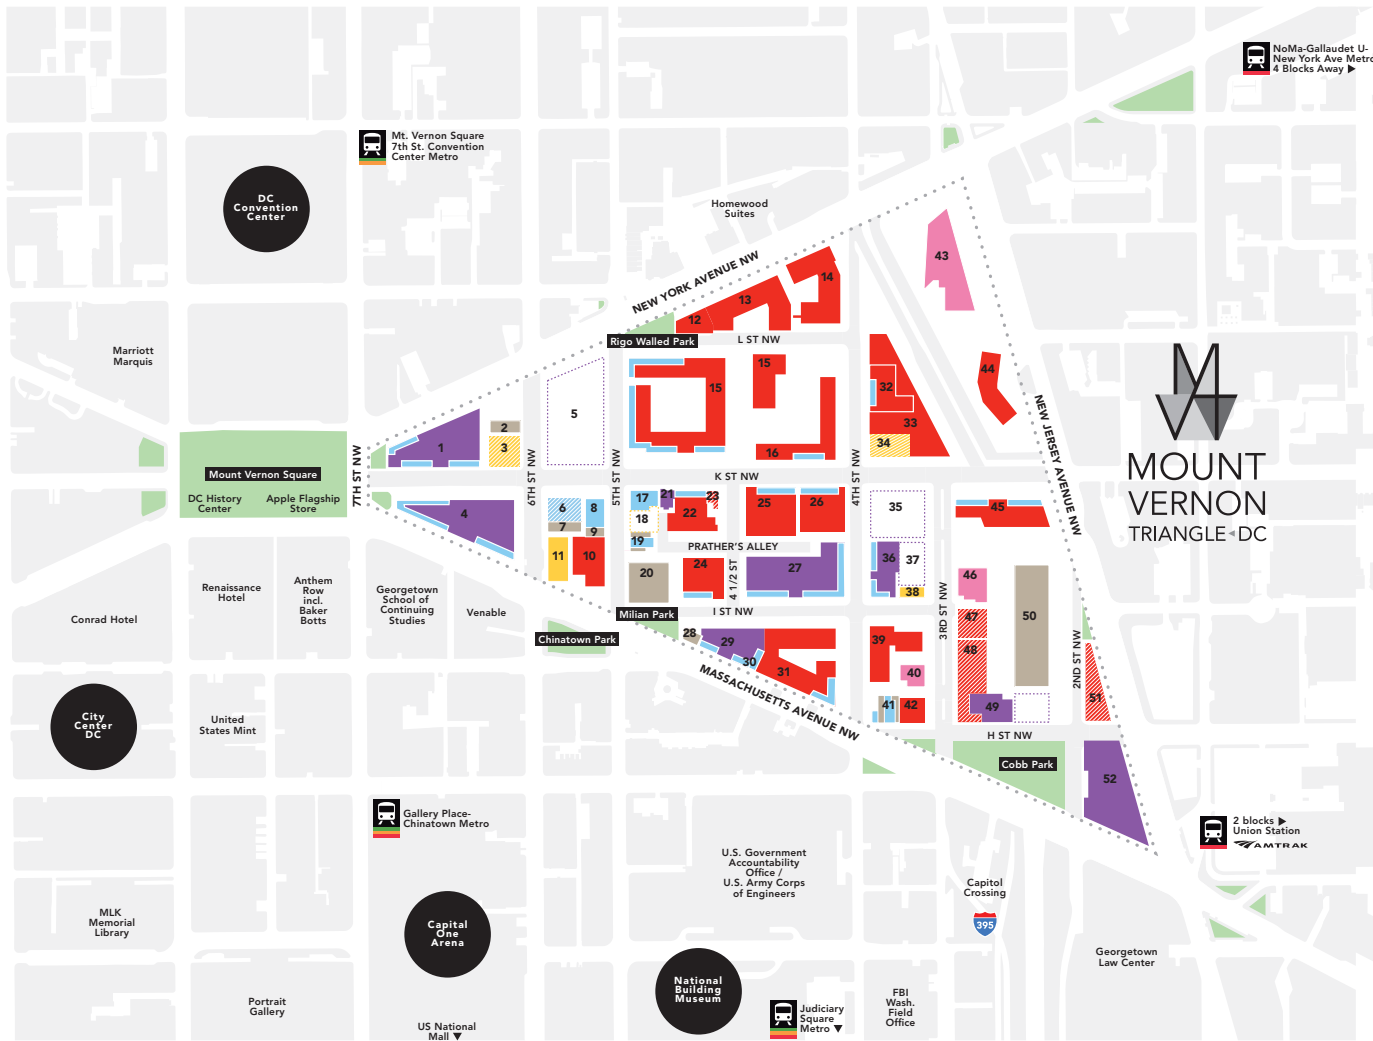 NoMa-Gallaudet U-
New York Ave Metro
4 Blocks Away ▶
Mt. Vernon Square
7th St. Convention
Center Metro
DC
Convention
Center
Homewood
Suites
NEW YORK AVENUE NW
43
14
13
12
Rigo Walled Park
L ST NW
Marriott
Marquis
15
15
32
44
33
34
5
2
3
1
16
NEW JERSEY AVENUE NW
MOUNT
VERNON
TRIANGLE DC
7TH ST NW
6TH ST NW
5TH ST NW
4TH ST NW
K ST NW
Mount Vernon Square
DC History
Center
Apple Flagship
Store
4
6
7
8
9
11
10
17
18
19
20
21
22
23
25
26
35
45
PRATHER'S ALLEY
24
4 1/2 ST
27
36
37
38
46
50
3RD ST NW
Renaissance
Hotel
Anthem
Row
incl.
Baker
Botts
Georgetown
School of
Continuing
Studies
Venable
Conrad Hotel
Milian Park
I ST NW
Chinatown Park
28
29
30
31
39
40
41
42
47
48
49
51
2ND ST NW
MASSACHUSETTS AVENUE NW
H ST NW
Cobb Park
52
City
Center
DC
United
States Mint
Gallery Place-
Chinatown Metro
2 blocks ▶
Union Station
AMTRAK
U.S. Government
Accountability
Office /
U.S. Army Corps
of Engineers
Capitol
Crossing
395
MLK
Memorial
Library
Capital
One
Arena
Georgetown
Law Center
National
Building
Museum
Portrait
Gallery
US National
Mall ▼
Judiciary
Square
Metro ▼
FBI
Wash.
Field
Office